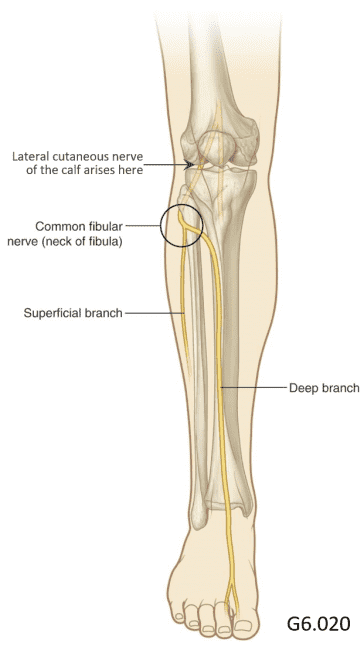 Lateral cutaneous nerve
of the calf arises here
Common fibular
nerve (neck of fibula)
Superficial branch
Deep branch
G6.020